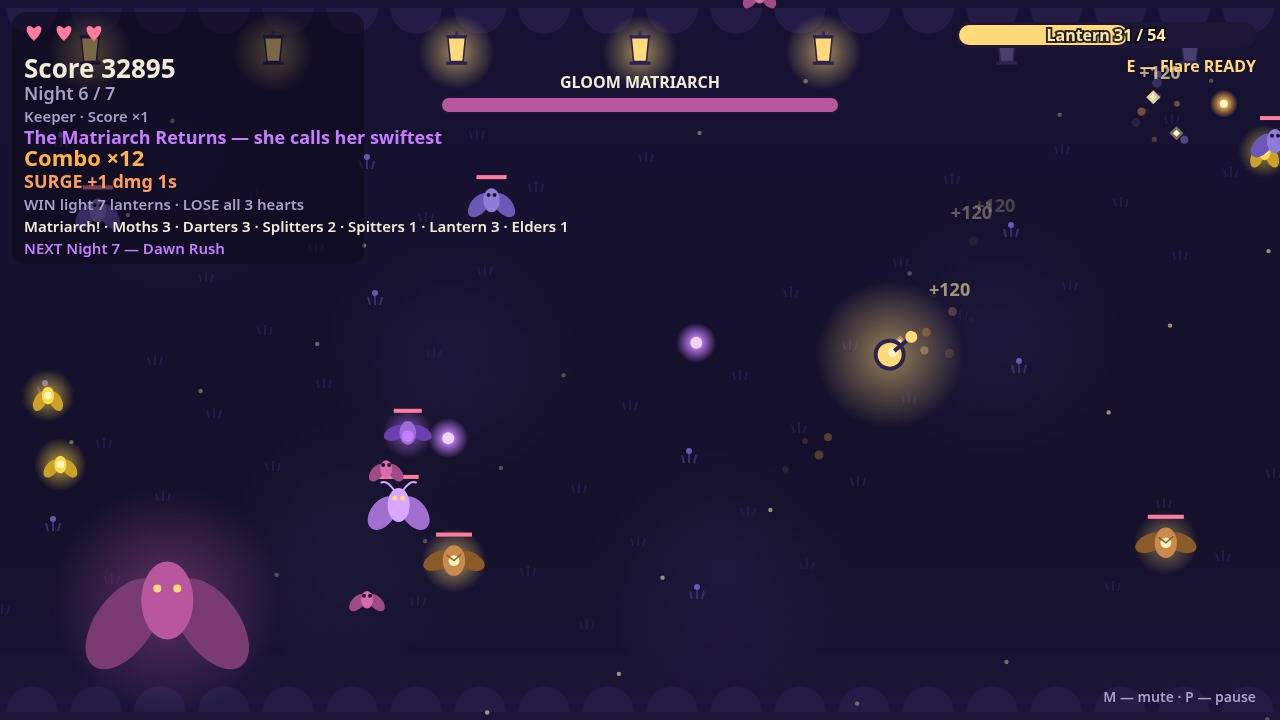 Score 32895
Night 6 / 7
Keeper · Score ×1
The Matriarch Returns — she calls her swiftest
Combo ×12
SURGE +1 dmg 1s
WIN light 7 lanterns · LOSE all 3 hearts
Matriarch! · Moths 3 · Darters 3 · Splitters 2 · Spitters 1 · Lantern 3 · Elders 1
NEXT Night 7 — Dawn Rush
GLOOM MATRIARCH
Lantern 31 / 54
E — Flare READY
+120
+120
+120
+120
M — mute · P — pause